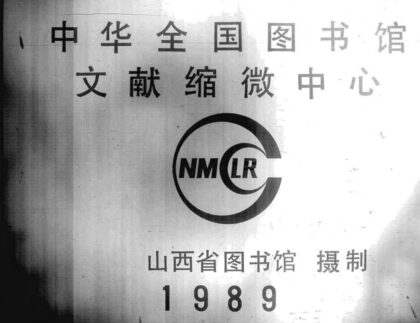 中华全国图书馆
文献缩微中心
NMCLR
山西省图书馆 摄制
1989